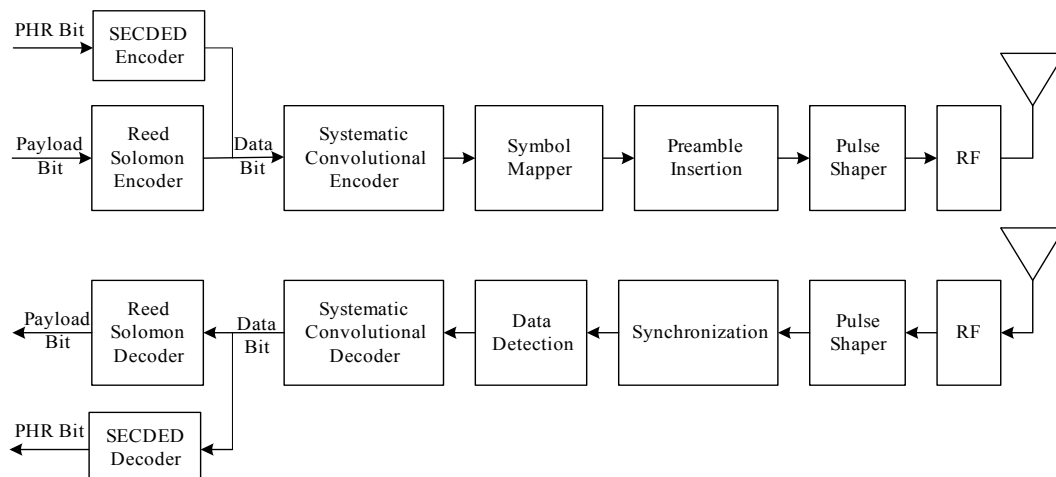 PHR Bit
SECDED
Encoder
Payload
Bit
Reed
Solomon
Encoder
Data
Bit
Systematic
Convolutional
Encoder
Symbol
Mapper
Preamble
Insertion
Pulse
Shaper
RF
Payload
Bit
Reed
Solomon
Decoder
Data
Bit
Systematic
Convolutional
Decoder
Data
Detection
Synchronization
Pulse
Shaper
RF
PHR Bit
SECDED
Decoder